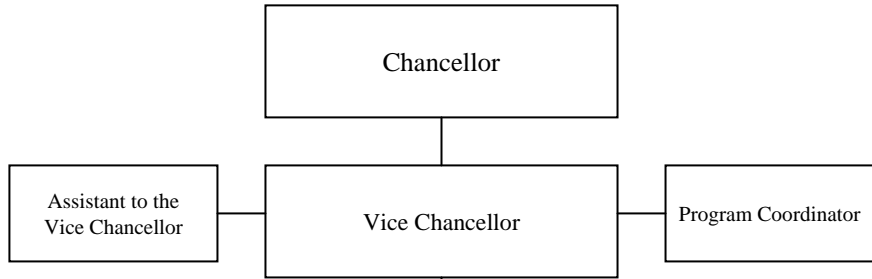 Chancellor
Assistant to the
Vice Chancellor
Vice Chancellor
Program Coordinator